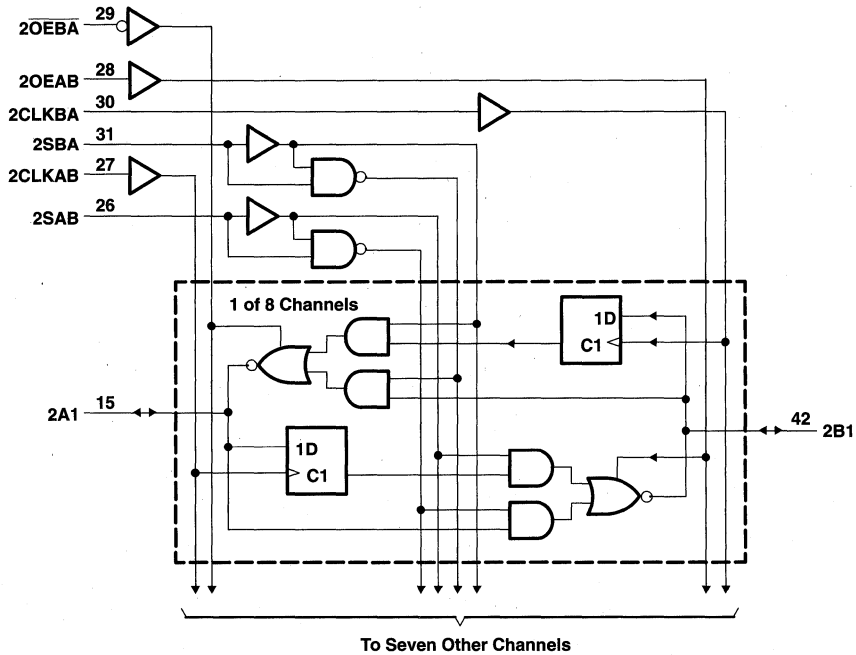 2O̅E̅B̅A̅ 29
2OEAB 28
2CLKBA 30
2SBA 31
2CLKAB 27
2SAB 26
1 of 8 Channels
1D
C1
2A1 15
42 2B1
1D
C1
To Seven Other Channels